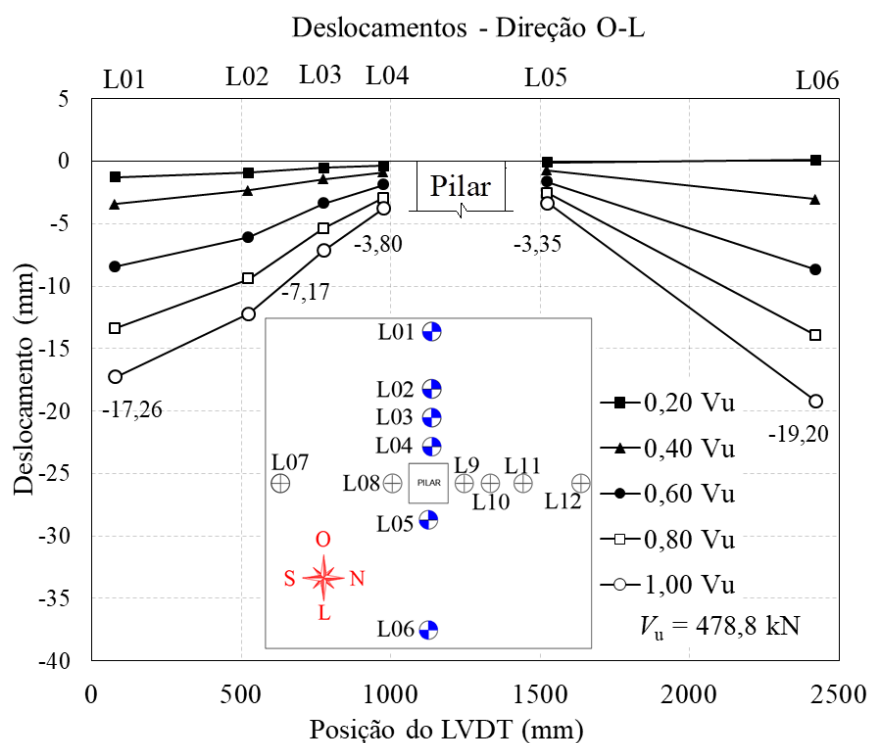 Deslocamentos - Direção O-L
L01 L02 L03 L04 L05 L06
5
0
-5
-10
-15
-20
-25
-30
-35
-40
Deslocamento (mm)
Pilar
-3,80
-3,35
-7,17
-17,26
-19,20
L01
L02
L03
L04
L07
L08
PILAR
L9
L10
L11
L12
L05
L06
O
S N
L
0,20 Vu
0,40 Vu
0,60 Vu
0,80 Vu
1,00 Vu
Vu = 478,8 kN
0 500 1000 1500 2000 2500
Posição do LVDT (mm)